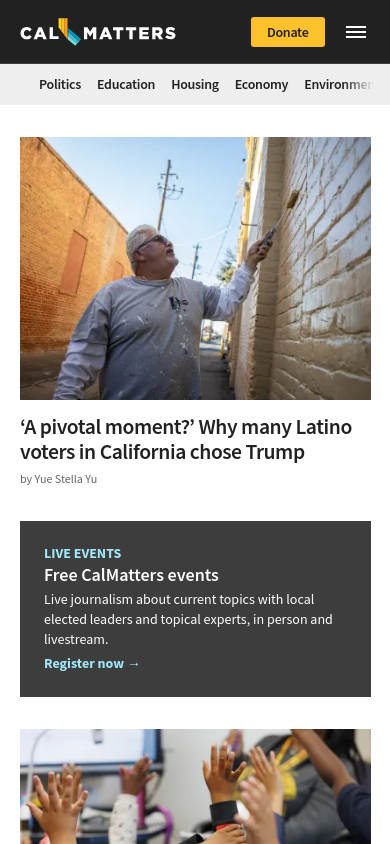 CAL MATTERS
Donate
Politics Education Housing Economy
‘A pivotal moment?’ Why many Latino
voters in California chose Trump
by Yue Stella Yu
LIVE EVENTS
Free CalMatters events
Live journalism about current topics with local
elected leaders and topical experts, in person and
livestream.
Register now →